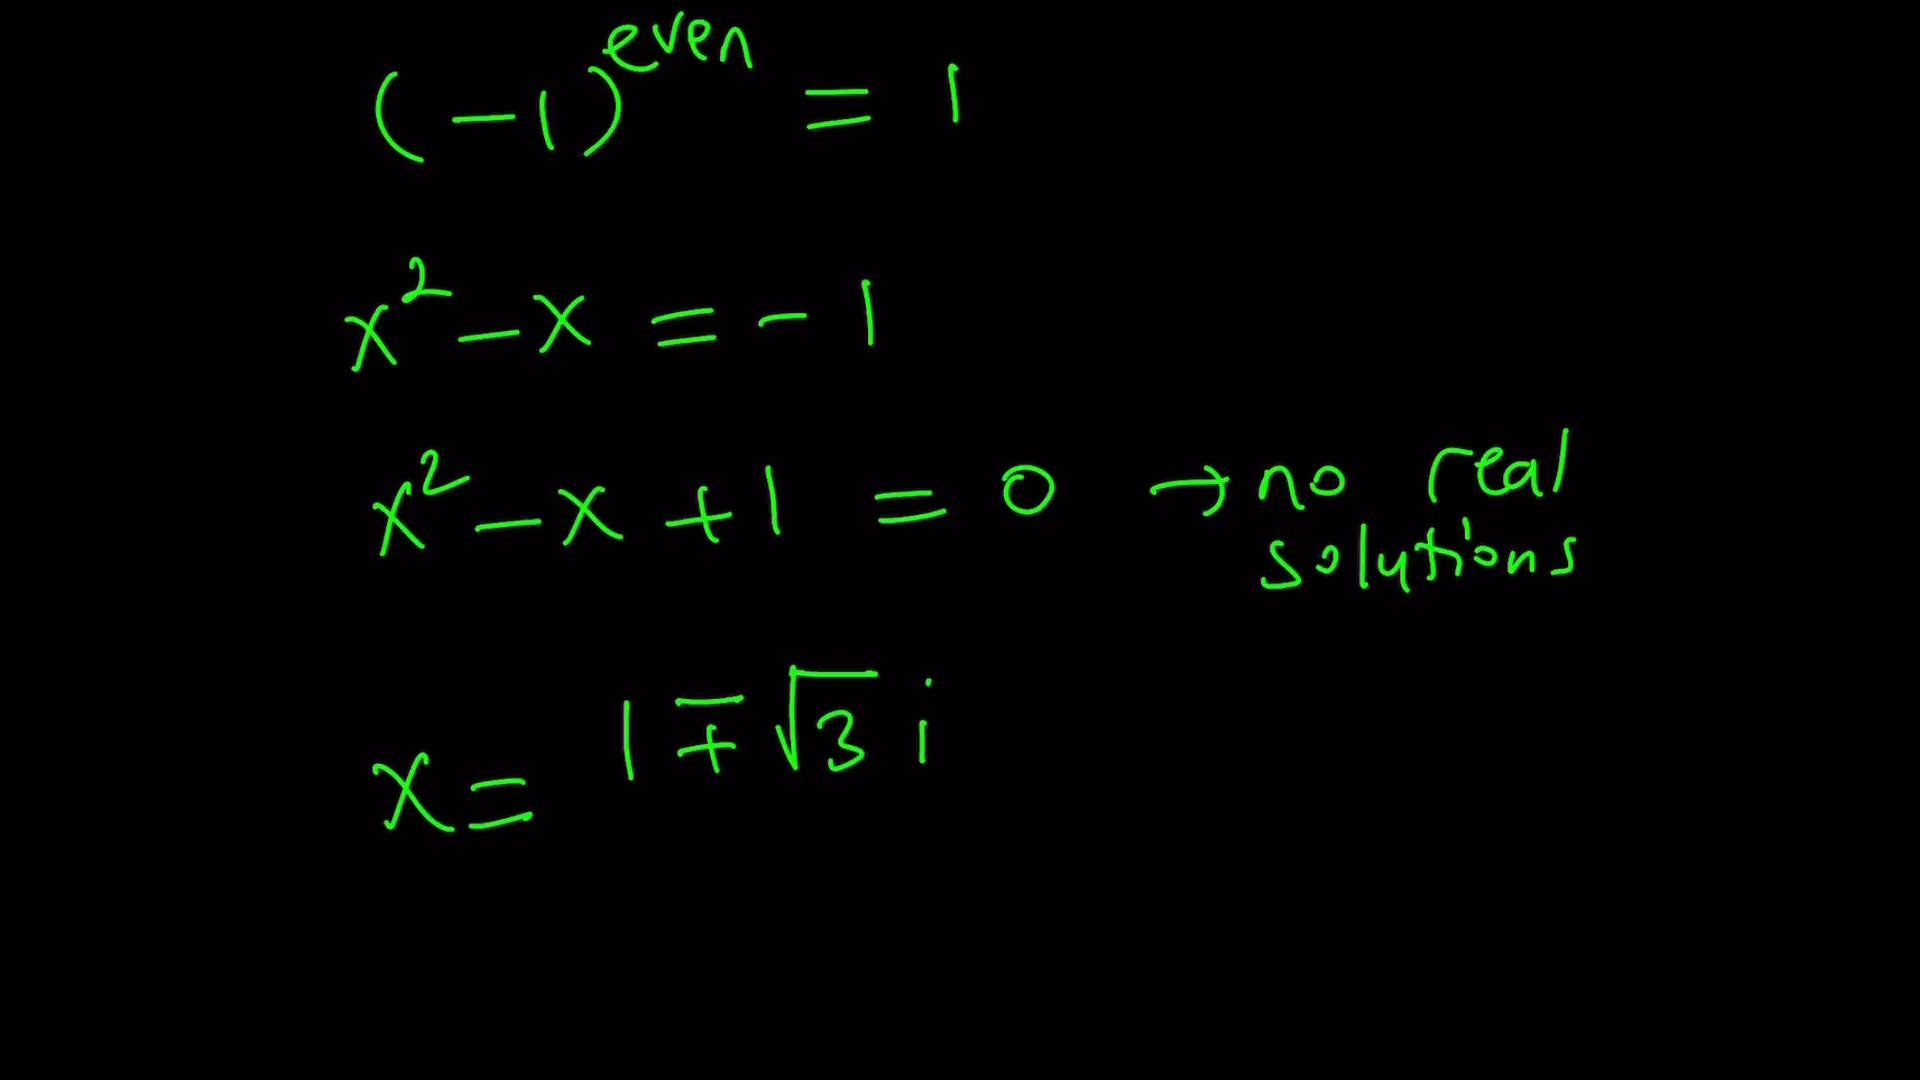 (-1)^even = 1
x² - x = -1
x² - x + 1 = 0 → no real
solutions
x = 1 ∓ √3 i